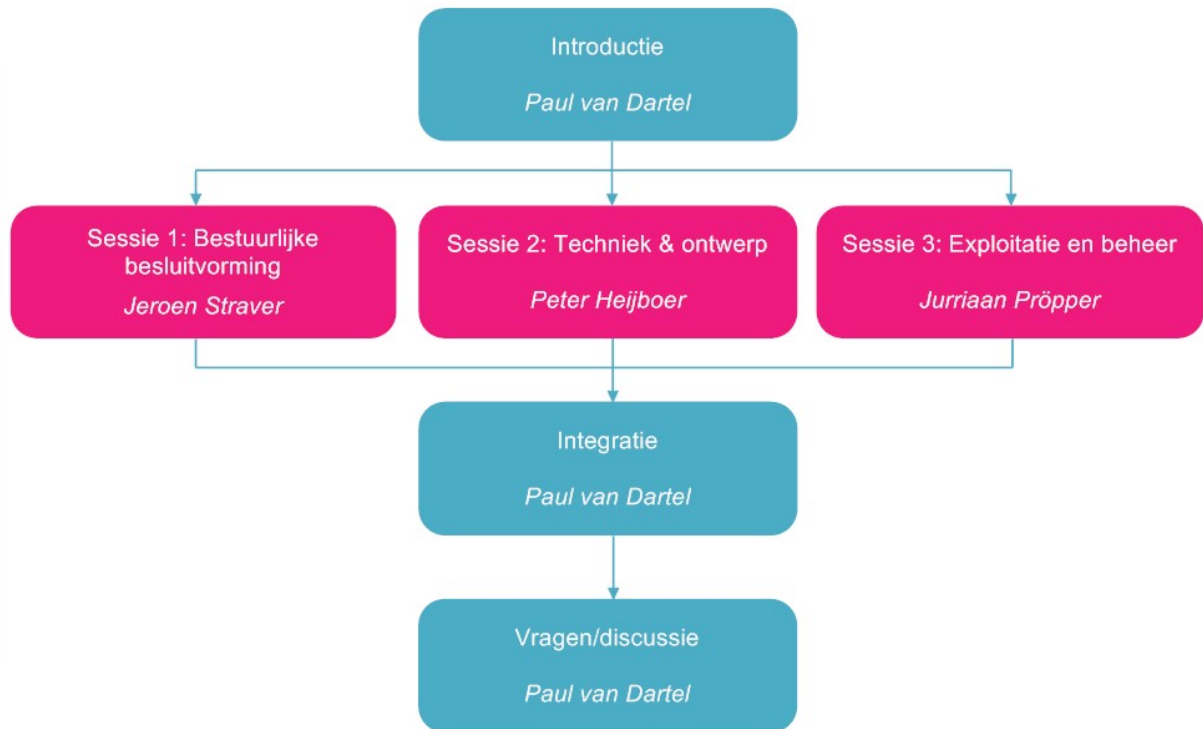 Introductie
Paul van Dartel
Sessie 1: Bestuurlijke
besluitvorming
Jeroen Straver
Sessie 2: Techniek & ontwerp
Peter Heijboer
Sessie 3: Exploitatie en beheer
Jurriaan Pröpper
Integratie
Paul van Dartel
Vragen/discussie
Paul van Dartel